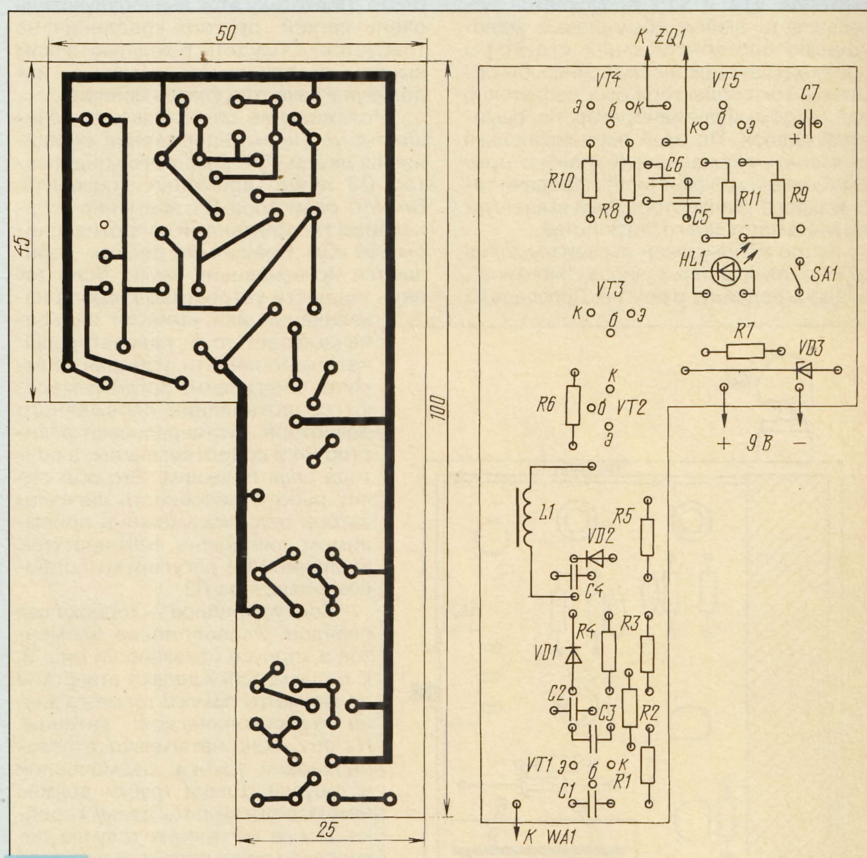 50
45
100
25
К ZQ1
VT4
VT5
C7
э
к
б
к
б
э
+
R10
R8
C6
C5
R11
R9
HL1
SA1
VT3
к
б
э
R7
VD3
R6
к
б
VT2
э
+ 9В −
L1
VD2
R5
C4
R4
R3
VD1
C2
C3
R2
VT1
э
б
к
R1
C1
К WA1